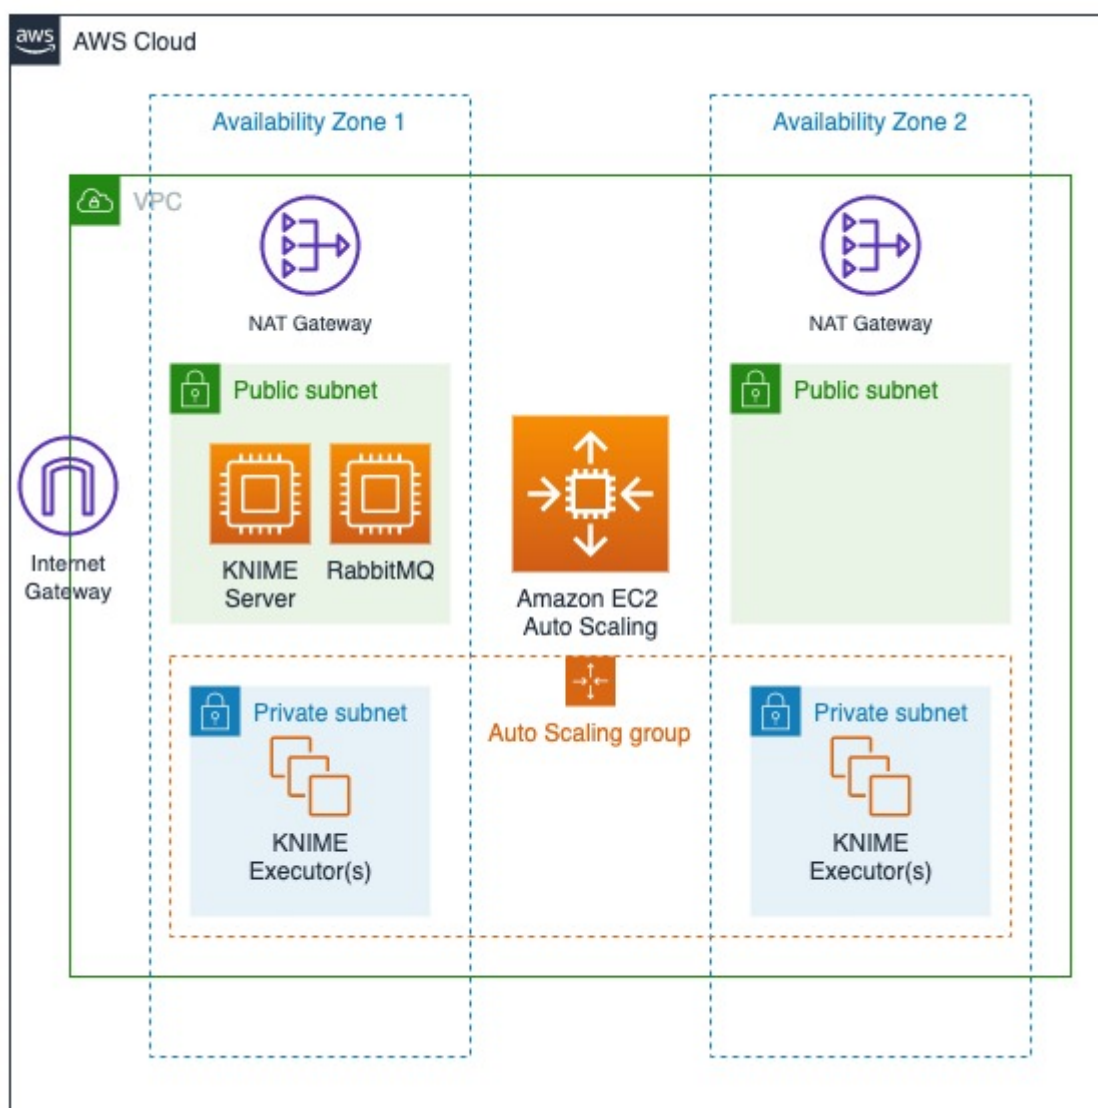 aws
AWS Cloud
Availability Zone 1
Availability Zone 2
VPC
NAT Gateway
NAT Gateway
Public subnet
Public subnet
KNIME
Server
RabbitMQ
Internet
Gateway
Amazon EC2
Auto Scaling
Auto Scaling group
Private subnet
Private subnet
KNIME
Executor(s)
KNIME
Executor(s)